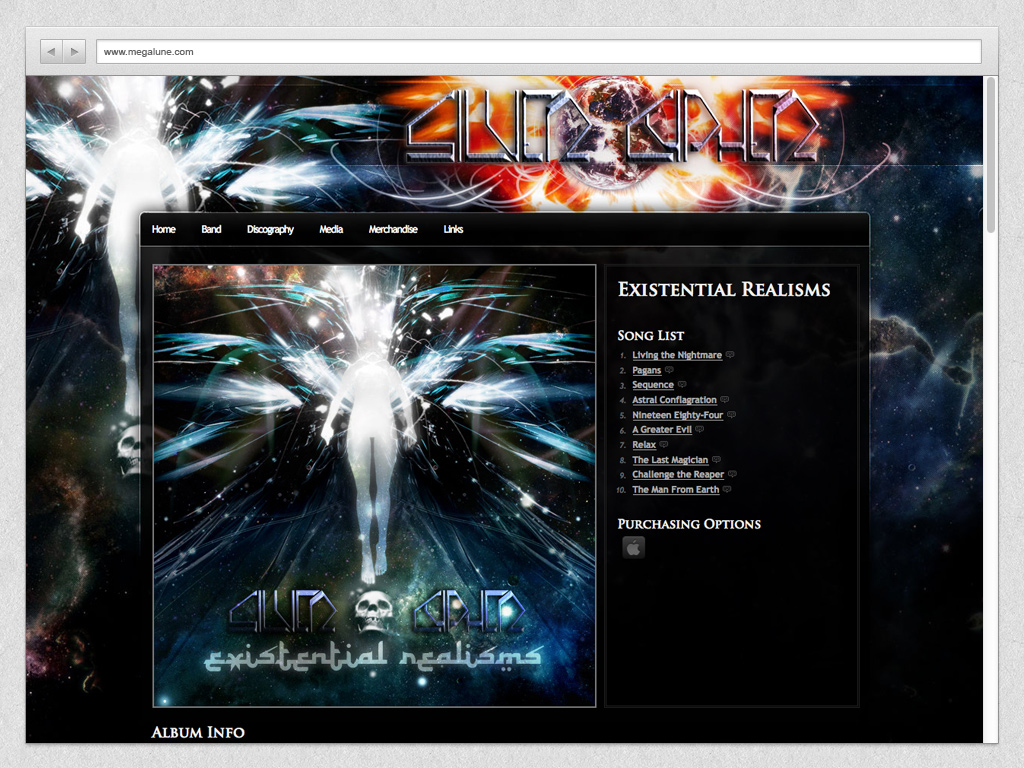 www.megalune.com
Home Band Discography Media Merchandise Links
Existential Realisms
Song List
1. Living the Nightmare
2. Pagans
3. Sequence
4. Astral Conflagration
5. Nineteen Eighty-Four
6. A Greater Evil
7. Relax
8. The Last Magician
9. Challenge the Reaper
10. The Man From Earth
Purchasing Options
existential realisms
Album Info